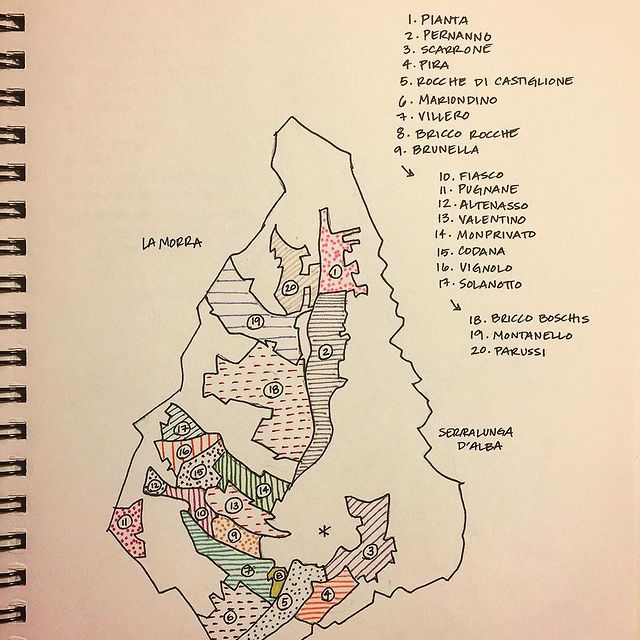 1. PIANTA
2. PERNANNO
3. SCARRONE
4. PIRA
5. ROCCHE DI CASTIGLIONE
6. MARIONDINO
7. VILLERO
8. BRICCO ROCCHE
9. BRUNELLA
10. FIASCO
11. PUGNANE
12. ALTENASSO
13. VALENTINO
14. MONPRIVATO
15. CODANA
16. VIGNOLO
17. SOLANOTTO
18. BRICCO BOSCHIS
19. MONTANELLO
20. PARUSSI
LA MORRA
1
20
19
2
18
SERRALUNGA
D'ALBA
17
16
15
12
14
10
13
11
9
*
3
7
8
4
5
6